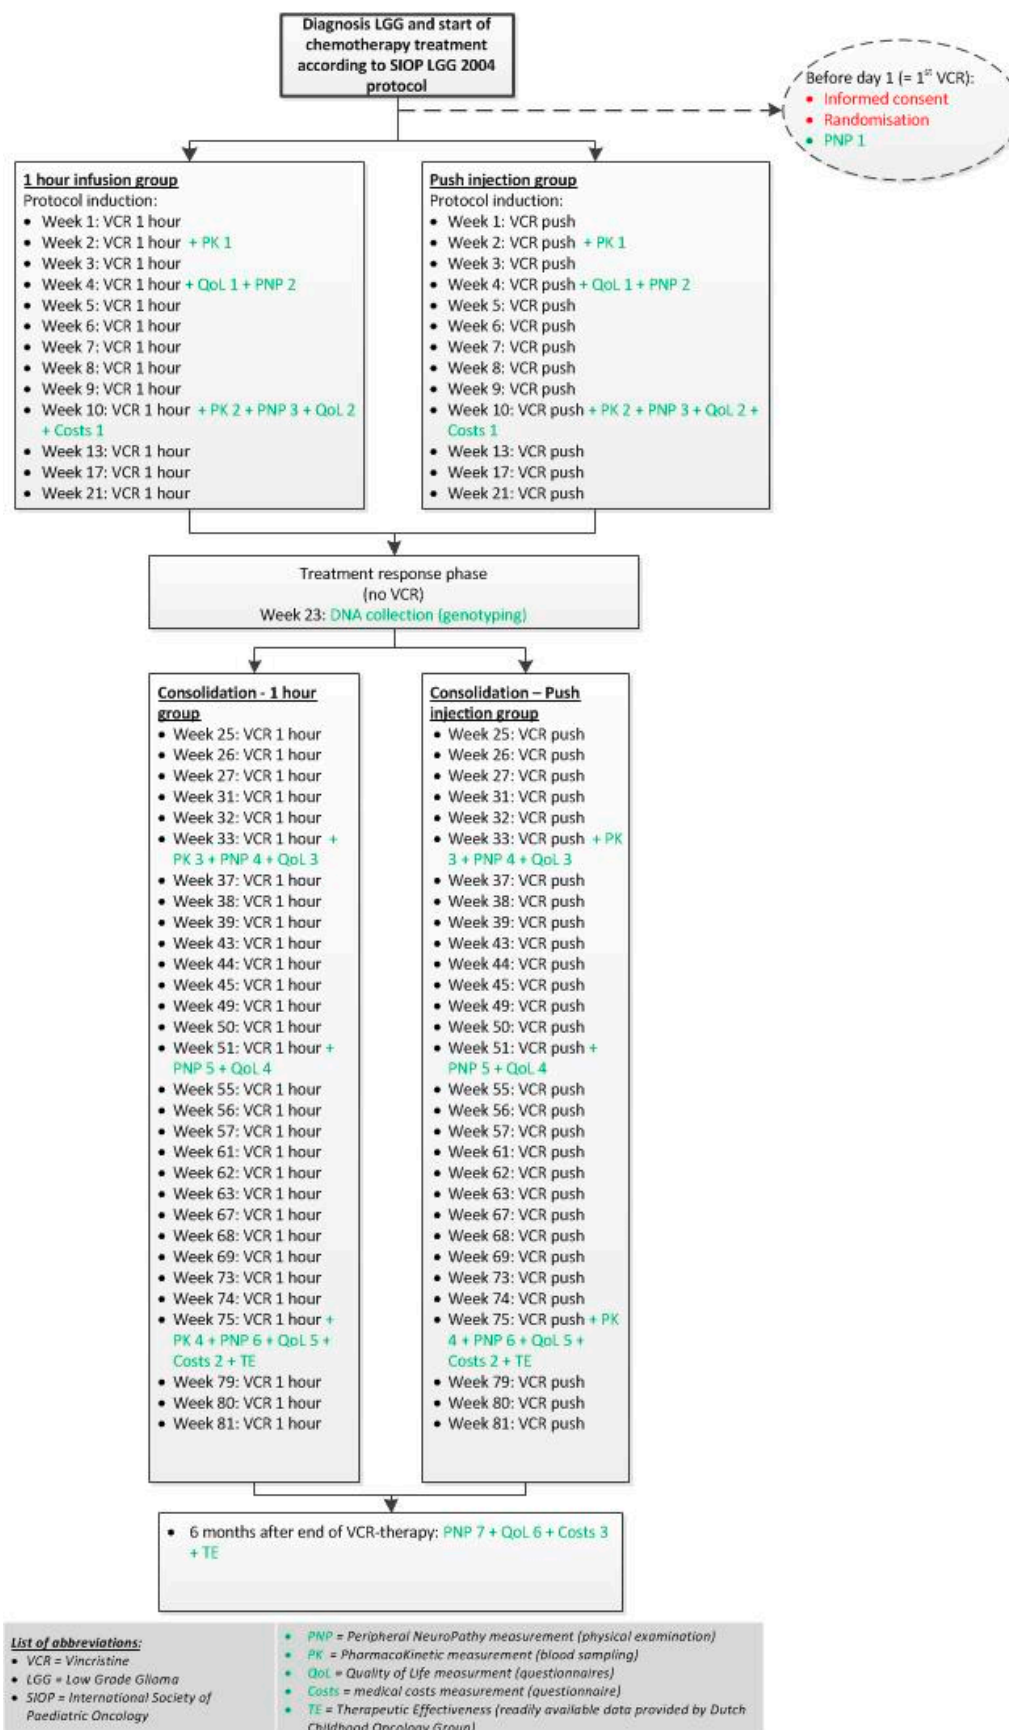 Diagnosis LGG and start of
chemotherapy treatment
according to SIOP LGG 2004
protocol
Before day 1 (= 1st VCR):
• Informed consent
• Randomisation
• PNP 1
1 hour infusion group
Protocol induction:
• Week 1: VCR 1 hour
• Week 2: VCR 1 hour + PK 1
• Week 3: VCR 1 hour
• Week 4: VCR 1 hour + QoL 1 + PNP 2
• Week 5: VCR 1 hour
• Week 6: VCR 1 hour
• Week 7: VCR 1 hour
• Week 8: VCR 1 hour
• Week 9: VCR 1 hour
• Week 10: VCR 1 hour + PK 2 + PNP 3 + QoL 2
+ Costs 1
• Week 13: VCR 1 hour
• Week 17: VCR 1 hour
• Week 21: VCR 1 hour
Push injection group
Protocol induction:
• Week 1: VCR push
• Week 2: VCR push + PK 1
• Week 3: VCR push
• Week 4: VCR push + QoL 1 + PNP 2
• Week 5: VCR push
• Week 6: VCR push
• Week 7: VCR push
• Week 8: VCR push
• Week 9: VCR push
• Week 10: VCR push + PK 2 + PNP 3 + QoL 2 +
Costs 1
• Week 13: VCR push
• Week 17: VCR push
• Week 21: VCR push
Treatment response phase
(no VCR)
Week 23: DNA collection (genotyping)
Consolidation - 1 hour
group
• Week 25: VCR 1 hour
• Week 26: VCR 1 hour
• Week 27: VCR 1 hour
• Week 31: VCR 1 hour
• Week 32: VCR 1 hour
• Week 33: VCR 1 hour +
PK 3 + PNP 4 + QoL 3
• Week 37: VCR 1 hour
• Week 38: VCR 1 hour
• Week 39: VCR 1 hour
• Week 43: VCR 1 hour
• Week 44: VCR 1 hour
• Week 45: VCR 1 hour
• Week 49: VCR 1 hour
• Week 50: VCR 1 hour
• Week 51: VCR 1 hour +
PNP 5 + QoL 4
• Week 55: VCR 1 hour
• Week 56: VCR 1 hour
• Week 57: VCR 1 hour
• Week 61: VCR 1 hour
• Week 62: VCR 1 hour
• Week 63: VCR 1 hour
• Week 67: VCR 1 hour
• Week 68: VCR 1 hour
• Week 69: VCR 1 hour
• Week 73: VCR 1 hour
• Week 74: VCR 1 hour
• Week 75: VCR 1 hour +
PK 4 + PNP 6 + QoL 5 +
Costs 2 + TE
• Week 79: VCR 1 hour
• Week 80: VCR 1 hour
• Week 81: VCR 1 hour
Consolidation – Push
injection group
• Week 25: VCR push
• Week 26: VCR push
• Week 27: VCR push
• Week 31: VCR push
• Week 32: VCR push
• Week 33: VCR push + PK
3 + PNP 4 + QoL 3
• Week 37: VCR push
• Week 38: VCR push
• Week 39: VCR push
• Week 43: VCR push
• Week 44: VCR push
• Week 45: VCR push
• Week 49: VCR push
• Week 50: VCR push
• Week 51: VCR push +
PNP 5 + QoL 4
• Week 55: VCR push
• Week 56: VCR push
• Week 57: VCR push
• Week 61: VCR push
• Week 62: VCR push
• Week 63: VCR push
• Week 67: VCR push
• Week 68: VCR push
• Week 69: VCR push
• Week 73: VCR push
• Week 74: VCR push
• Week 75: VCR push + PK
4 + PNP 6 + QoL 5 +
Costs 2 + TE
• Week 79: VCR push
• Week 80: VCR push
• Week 81: VCR push
• 6 months after end of VCR-therapy: PNP 7 + QoL 6 + Costs 3
+ TE
List of abbreviations:
• VCR = Vincristine
• LGG = Low Grade Glioma
• SIOP = International Society of
Paediatric Oncology
• PNP = Peripheral NeuroPathy measurement (physical examination)
• PK = PharmacoKinetic measurement (blood sampling)
• QoL = Quality of Life measurment (questionnaires)
• Costs = medical costs measurement (questionnaire)
• TE = Therapeutic Effectiveness (readily available data provided by Dutch
Childhood Oncology Group)